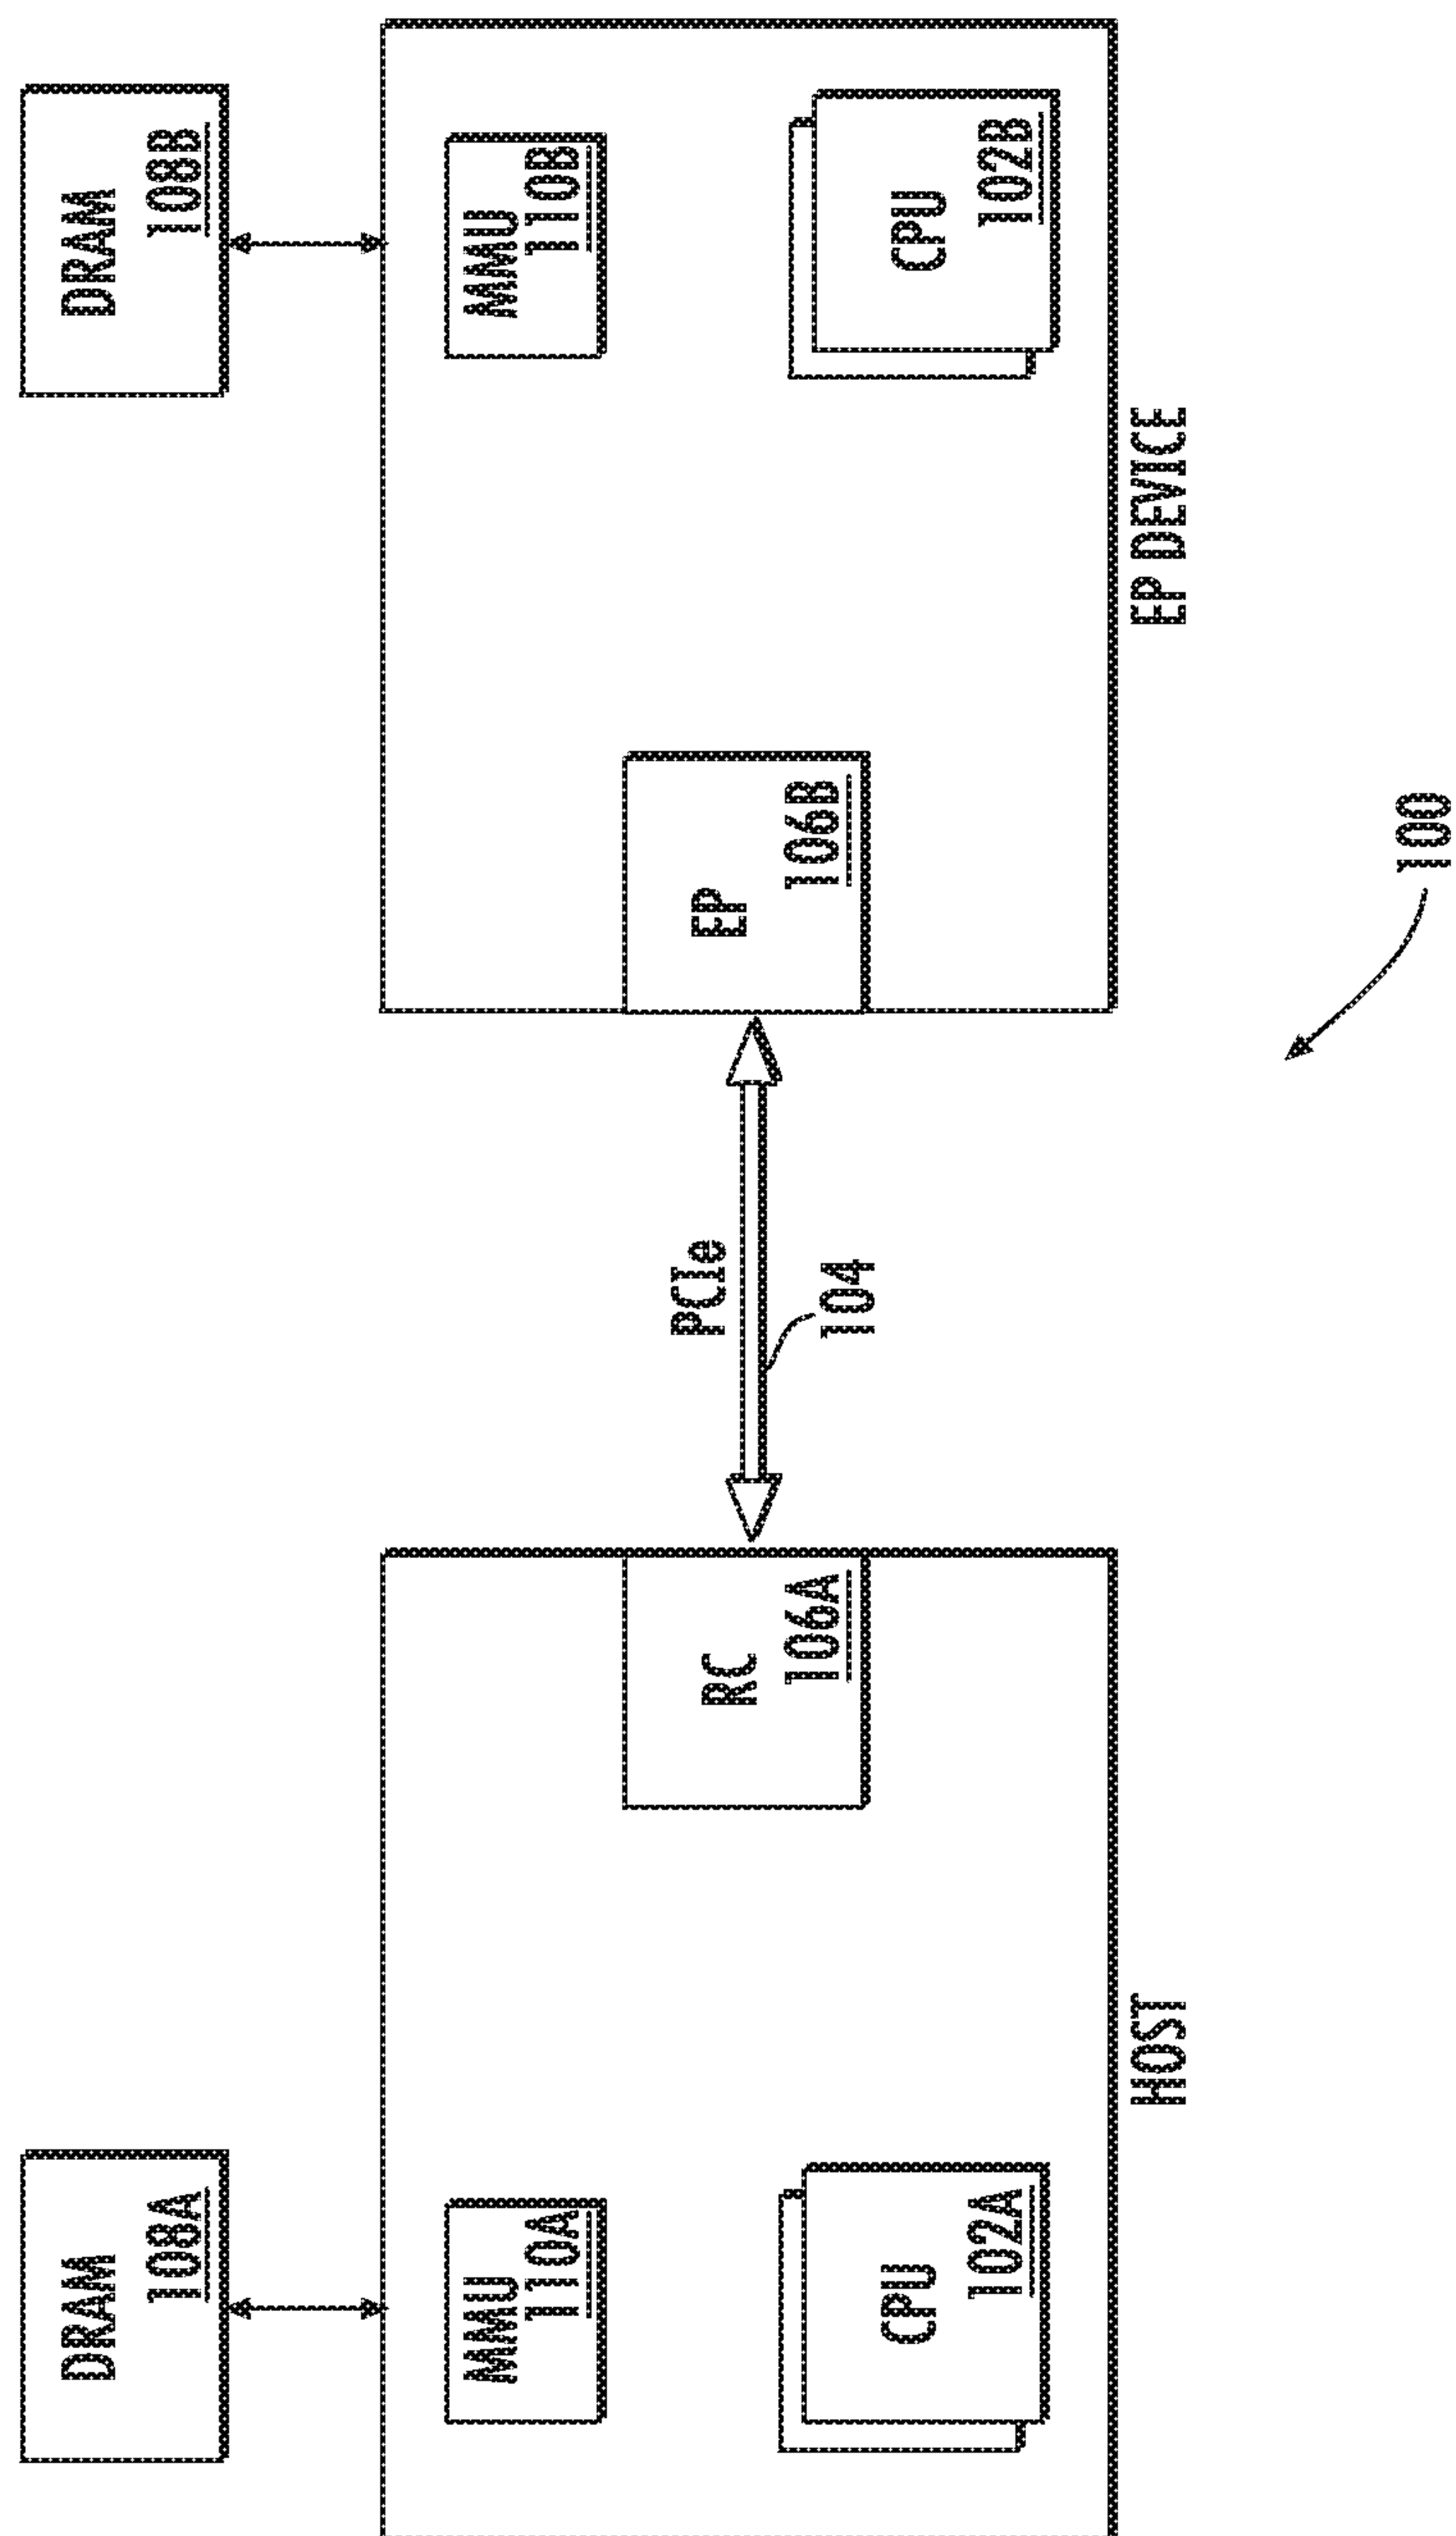 DRAM
108A
MMU
110A
CPU
102A
HOST
RC
106A
PCIe
104
DRAM
108B
MMU
110B
EP
106B
CPU
102B
EP DEVICE
100